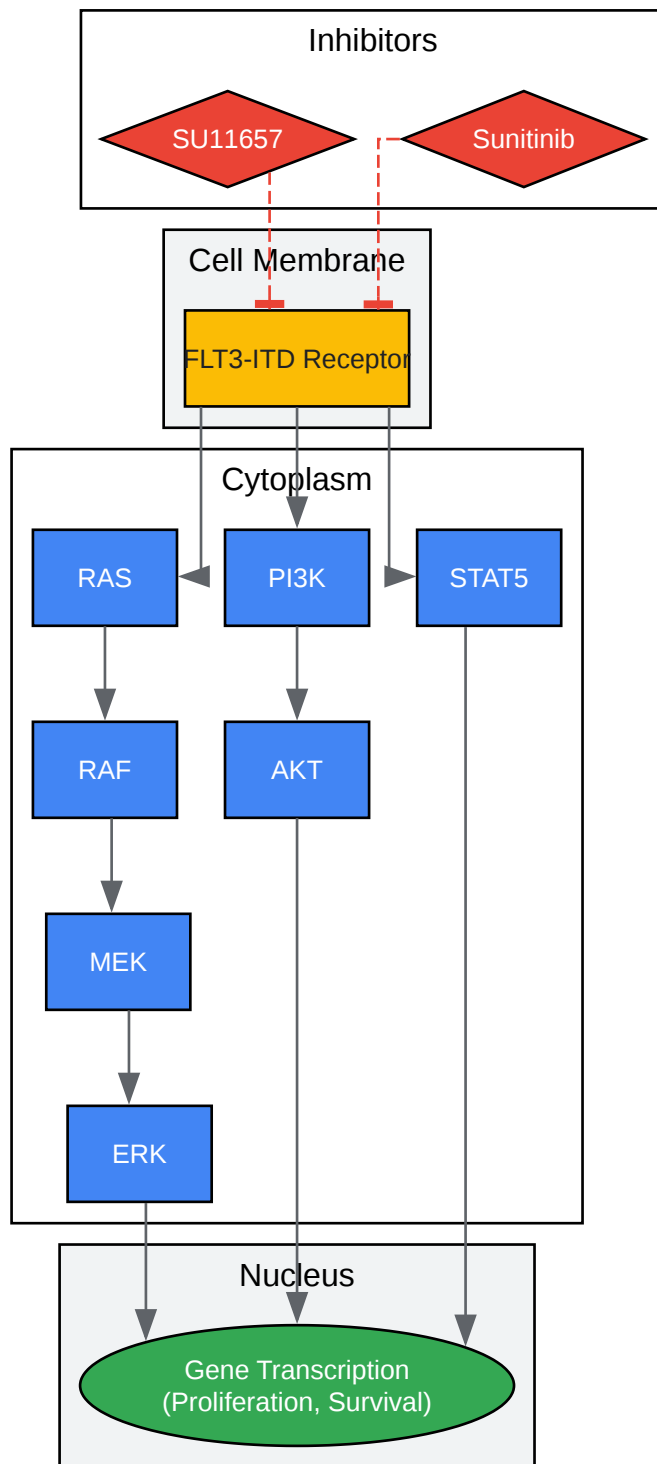 Inhibitors
SU11657
Sunitinib
Cell Membrane
FLT3-ITD Receptor
Cytoplasm
RAS
PI3K
STAT5
RAF
AKT
MEK
ERK
Nucleus
Gene Transcription
(Proliferation, Survival)